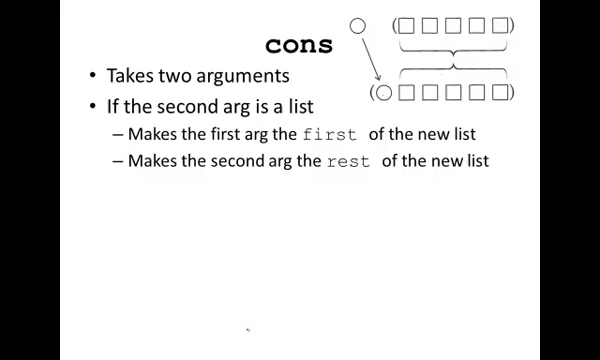 cons
• Takes two arguments
• If the second arg is a list
– Makes the first arg the first of the new list
– Makes the second arg the rest of the new list